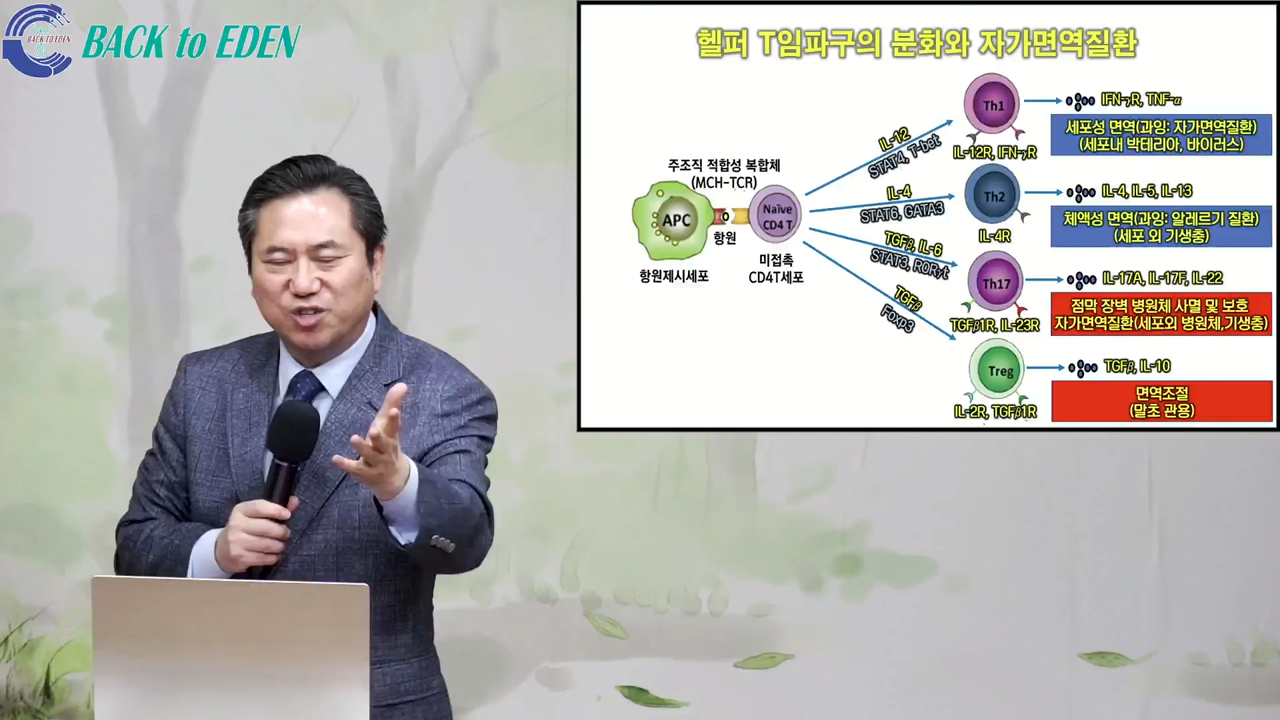 BACK TO EDEN
BACK to EDEN
헬퍼 T임파구의 분화와 자가면역질환
주조직 적합성 복합체
(MCH-TCR)
APC
항원
Naïve
CD4 T
항원제시세포
미접촉
CD4T세포
IL-12
STAT4, T-bet
IL-4
STAT6, GATA3
TGFβ, IL-6
STAT3, RORγt
TGFβ
Foxp3
Th1
IL-12R, IFN-γR
IFN-γR, TNF-α
세포성 면역(과잉: 자가면역질환)
(세포내 박테리아, 바이러스)
Th2
IL-4R
IL-4, IL-5, IL-13
체액성 면역(과잉: 알레르기 질환)
(세포 외 기생충)
Th17
TGFβ1R, IL-23R
IL-17A, IL-17F, IL-22
점막 장벽 병원체 사멸 및 보호
자가면역질환(세포외 병원체,기생충)
Treg
IL-2R, TGFβ1R
TGFβ, IL-10
면역조절
(말초 관용)